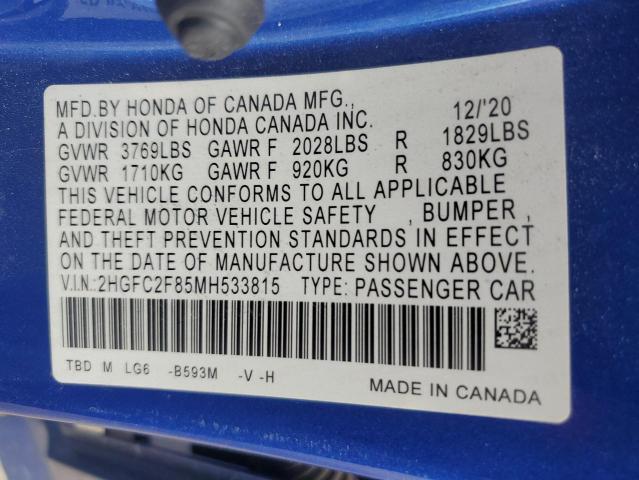 MFD.BY HONDA OF CANADA MFG., 12/'20
A DIVISION OF HONDA CANADA INC.
GVWR 3769LBS GAWR F 2028LBS R 1829LBS
GVWR 1710KG GAWR F 920KG R 830KG
THIS VEHICLE CONFORMS TO ALL APPLICABLE
FEDERAL MOTOR VEHICLE SAFETY , BUMPER ,
AND THEFT PREVENTION STANDARDS IN EFFECT
ON THE DATE OF MANUFACTURE SHOWN ABOVE.
V.I.N.:2HGFC2F85MH533815 TYPE: PASSENGER CAR
TBD M LG6 -B593M -V -H
MADE IN CANADA